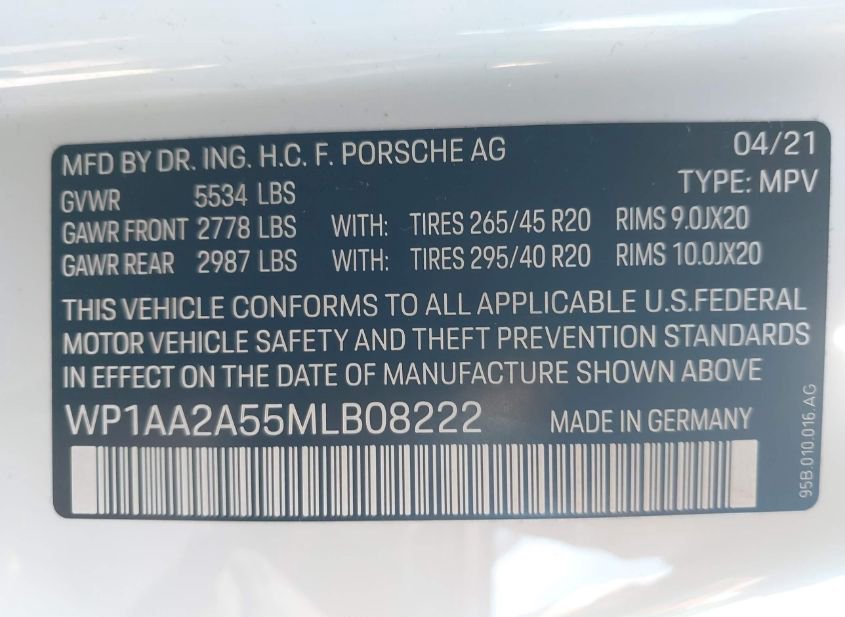 MFD BY DR. ING. H.C. F. PORSCHE AG 04/21
GVWR 5534 LBS TYPE: MPV
GAWR FRONT 2778 LBS WITH: TIRES 265/45 R20 RIMS 9.0JX20
GAWR REAR 2987 LBS WITH: TIRES 295/40 R20 RIMS 10.0JX20
THIS VEHICLE CONFORMS TO ALL APPLICABLE U.S.FEDERAL
MOTOR VEHICLE SAFETY AND THEFT PREVENTION STANDARDS
IN EFFECT ON THE DATE OF MANUFACTURE SHOWN ABOVE
WP1AA2A55MLB08222 MADE IN GERMANY
95B.010.016.AG